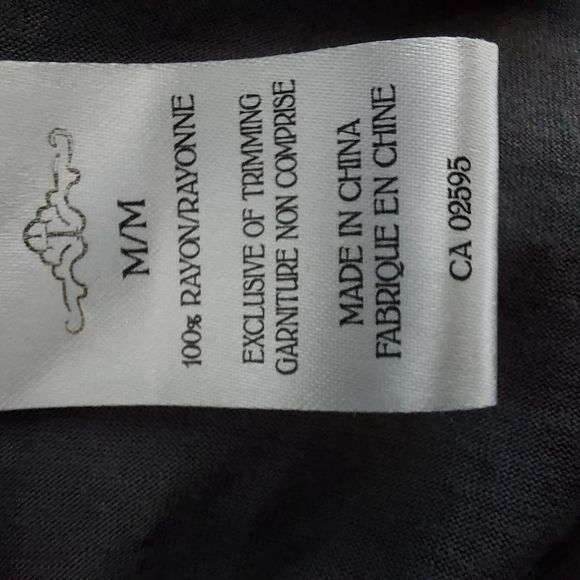 M/M
100% RAYON/RAYONNE
EXCLUSIVE OF TRIMMING
GARNITURE NON COMPRISE
MADE IN CHINA
FABRIQUE EN CHINE
CA 02595